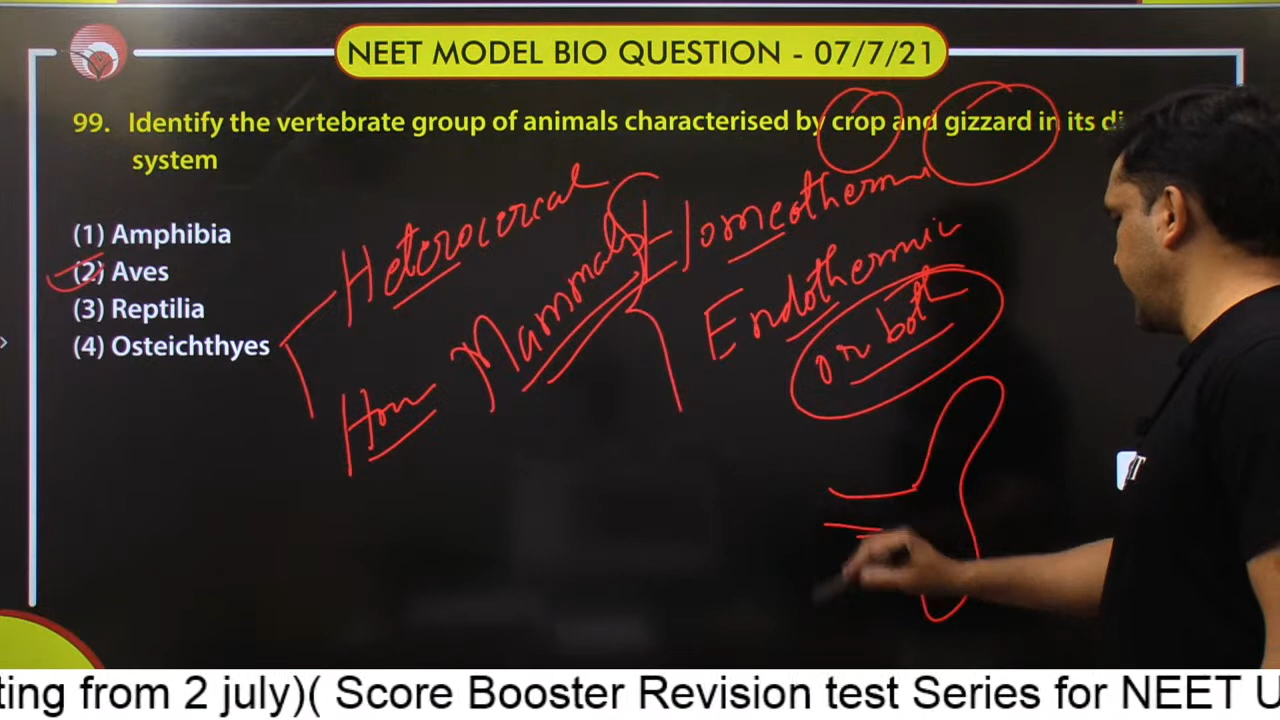 NEET MODEL BIO QUESTION - 07/7/21
99. Identify the vertebrate group of animals characterised by crop and gizzard in its di
system
(1) Amphibia
(2) Aves
(3) Reptilia
(4) Osteichthyes
Heterocercal
Hom
Mammals
Homeothermic
Endothermic
or both
ting from 2 july)( Score Booster Revision test Series for NEET U